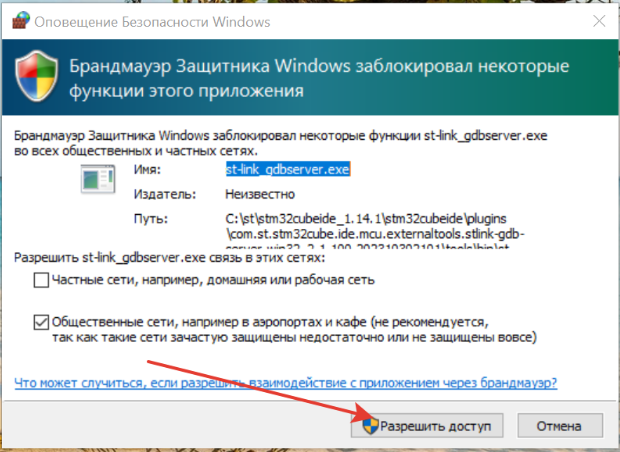 Оповещение Безопасности Windows
Брандмауэр Защитника Windows заблокировал некоторые
функции этого приложения
Брандмауэр Защитника Windows заблокировал некоторые функции st-link_gdbserver.exe
во всех общественных и частных сетях.
Имя: st-link_gdbserver.exe
Издатель: Неизвестно
Путь: C:\st\stm32cubeide_1.14.1\stm32cubeide\plugins
\com.st.stm32cube.ide.mcu.externaltools.stlink-gdb-
Разрешить st-link_gdbserver.exe связь в этих сетях:
Частные сети, например, домашняя или рабочая сеть
Общественные сети, например в аэропортах и кафе (не рекомендуется,
так как такие сети зачастую защищены недостаточно или не защищены вовсе)
Что может случиться, если разрешить взаимодействие с приложением через брандмауэр?
Разрешить доступ Отмена